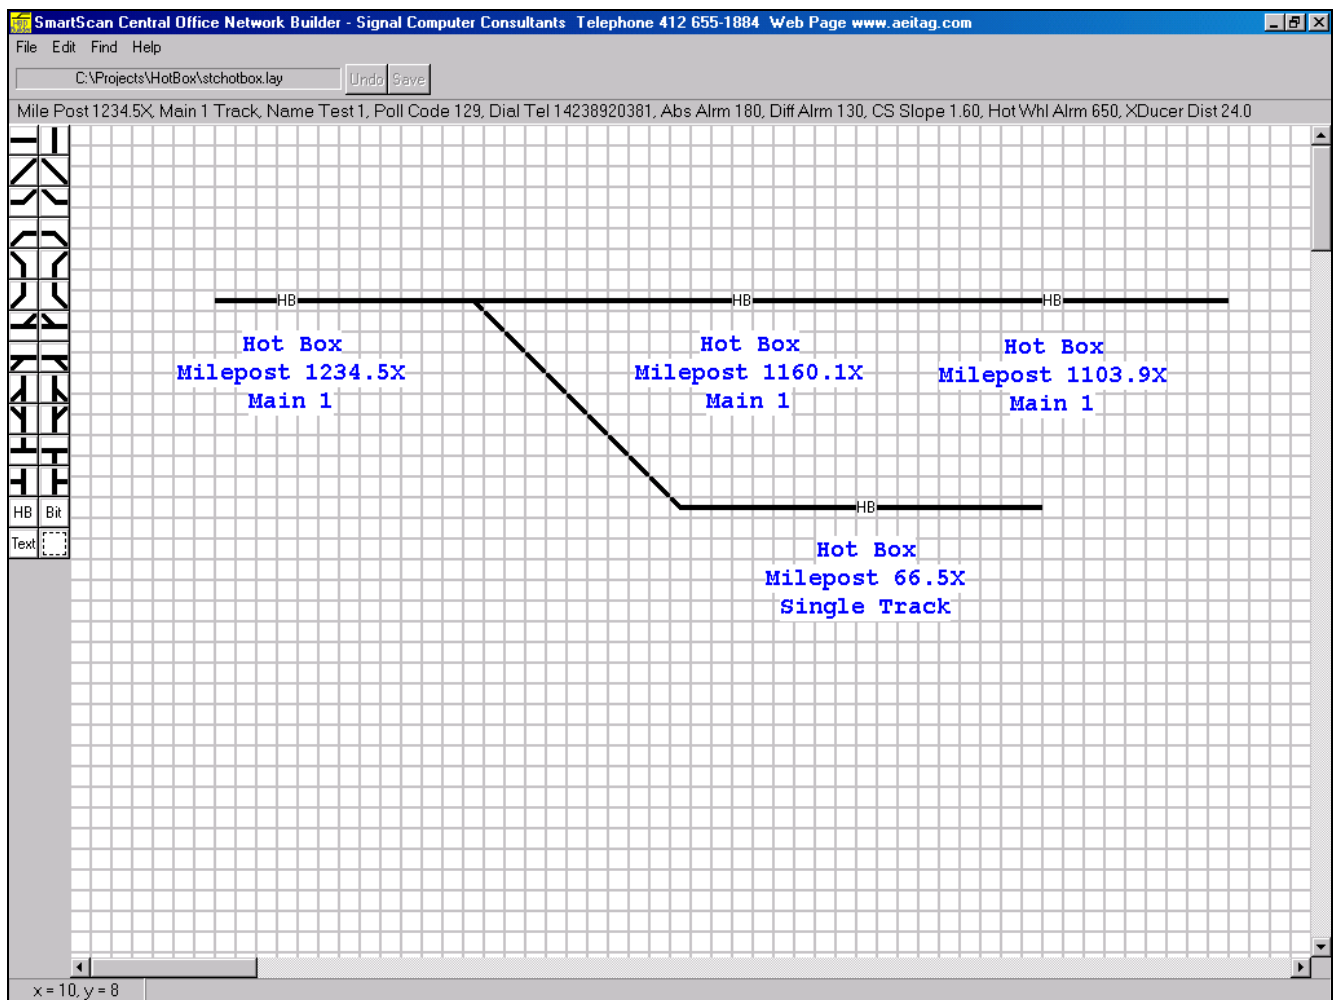 SmartScan Central Office Network Builder - Signal Computer Consultants Telephone 412 655-1884 Web Page www.aeitag.com
File Edit Find Help
C:\Projects\HotBox\stchotbox.lay Undo Save
Mile Post 1234.5X, Main 1 Track, Name Test 1, Poll Code 129, Dial Tel 14238920381, Abs Alrm 180, Diff Alrm 130, CS Slope 1.60, Hot Whl Alrm 650, XDucer Dist 24.0
HB HB HB
Hot Box
Milepost 1234.5X
Main 1
Hot Box
Milepost 1160.1X
Main 1
Hot Box
Milepost 1103.9X
Main 1
HB
Hot Box
Milepost 66.5X
Single Track
HB Bit
Text
x = 10, y = 8